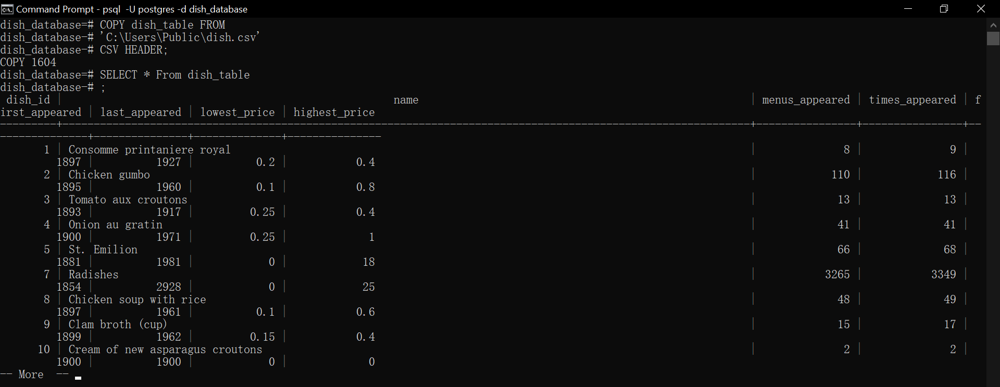 Command Prompt - psql  -U postgres -d dish_database
dish_database=# COPY dish_table FROM
dish_database-# 'C:\Users\Public\dish.csv'
dish_database-# CSV HEADER;
COPY 1604
dish_database=# SELECT * From dish_table
dish_database-# ;
dish_id | name | menus_appeared | times_appeared | f
irst_appeared | last_appeared | lowest_price | highest_price
1 | Consomme printaniere royal | 8 | 9 |
1897 | 1927 | 0.2 | 0.4
2 | Chicken gumbo | 110 | 116 |
1895 | 1960 | 0.1 | 0.8
3 | Tomato aux croutons | 13 | 13 |
1893 | 1917 | 0.25 | 0.4
4 | Onion au gratin | 41 | 41 |
1900 | 1971 | 0.25 | 1
5 | St. Emilion | 66 | 68 |
1881 | 1981 | 0 | 18
7 | Radishes | 3265 | 3349 |
1854 | 2928 | 0 | 25
8 | Chicken soup with rice | 48 | 49 |
1897 | 1961 | 0.1 | 0.6
9 | Clam broth (cup) | 15 | 17 |
1899 | 1962 | 0.15 | 0.4
10 | Cream of new asparagus croutons | 2 | 2 |
1900 | 1900 | 0 | 0
-- More  --